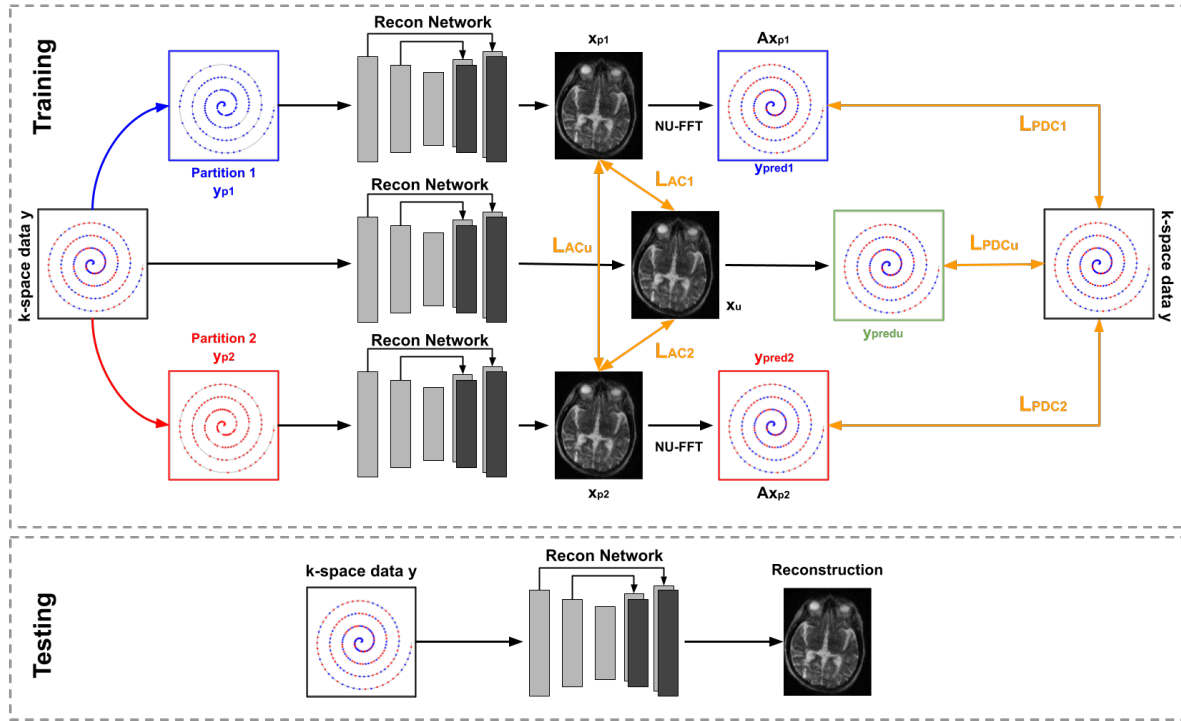 Training
k-space data y
Partition 1
yp1
Recon Network
xp1
NU-FFT
Axp1
ypred1
LPDC1
Recon Network
LAC1
LACu
LAC2
xu
ypredu
LPDCu
k-space data y
Partition 2
yp2
Recon Network
xp2
NU-FFT
ypred2
Axp2
LPDC2
Testing
k-space data y
Recon Network
Reconstruction